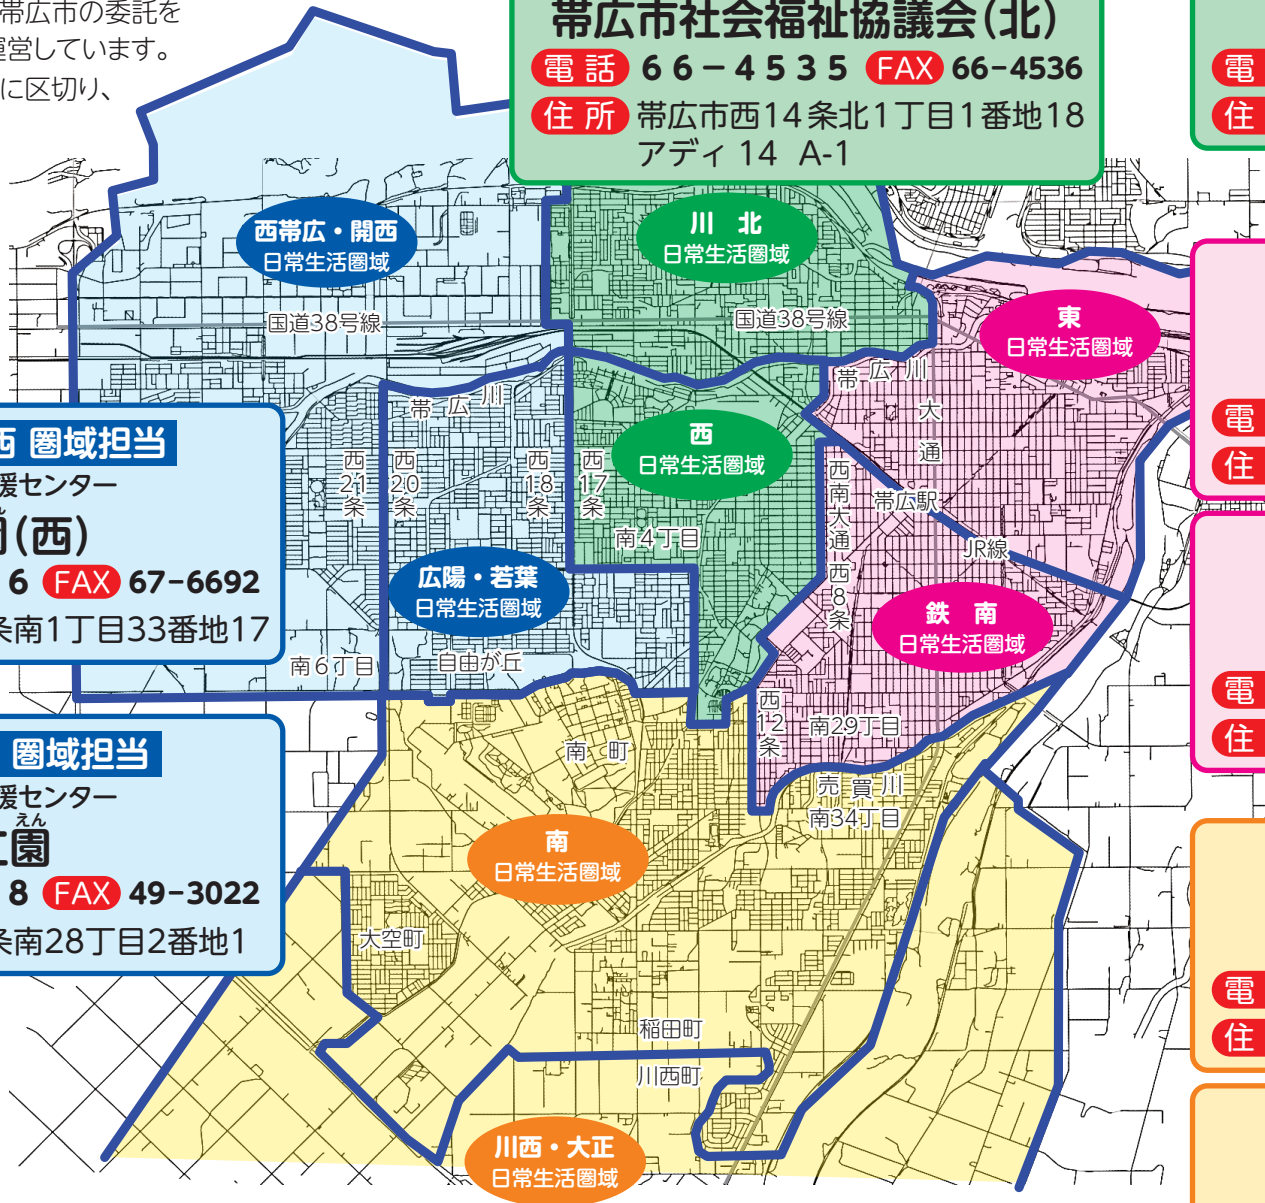 帯広市の委託を
運営しています。
に区切り、
帯広市社会福祉協議会(北)
電話 66-4535 FAX 66-4536
住所 帯広市西14条北1丁目1番地18
アディ14 A-1
電
住
西帯広・開西
日常生活圏域
川 北
日常生活圏域
国道38号線
国道38号線
東
日常生活圏域
帯広川
帯広川
大通
西
日常生活圏域
西21条
西20条
西18条
西17条
西南大通
西8条
帯広駅
JR線
南4丁目
広陽・若葉
日常生活圏域
鉄 南
日常生活圏域
南6丁目
自由が丘
西12条
南29丁目
南 町
売買川
南34丁目
南
日常生活圏域
大空町
稲田町
川西町
川西・大正
日常生活圏域
西 圏域担当
援センター
(西)
6 FAX 67-6692
条南1丁目33番地17
圏域担当
援センター
えん
園
8 FAX 49-3022
条南28丁目2番地1
電
住
電
住
電
住